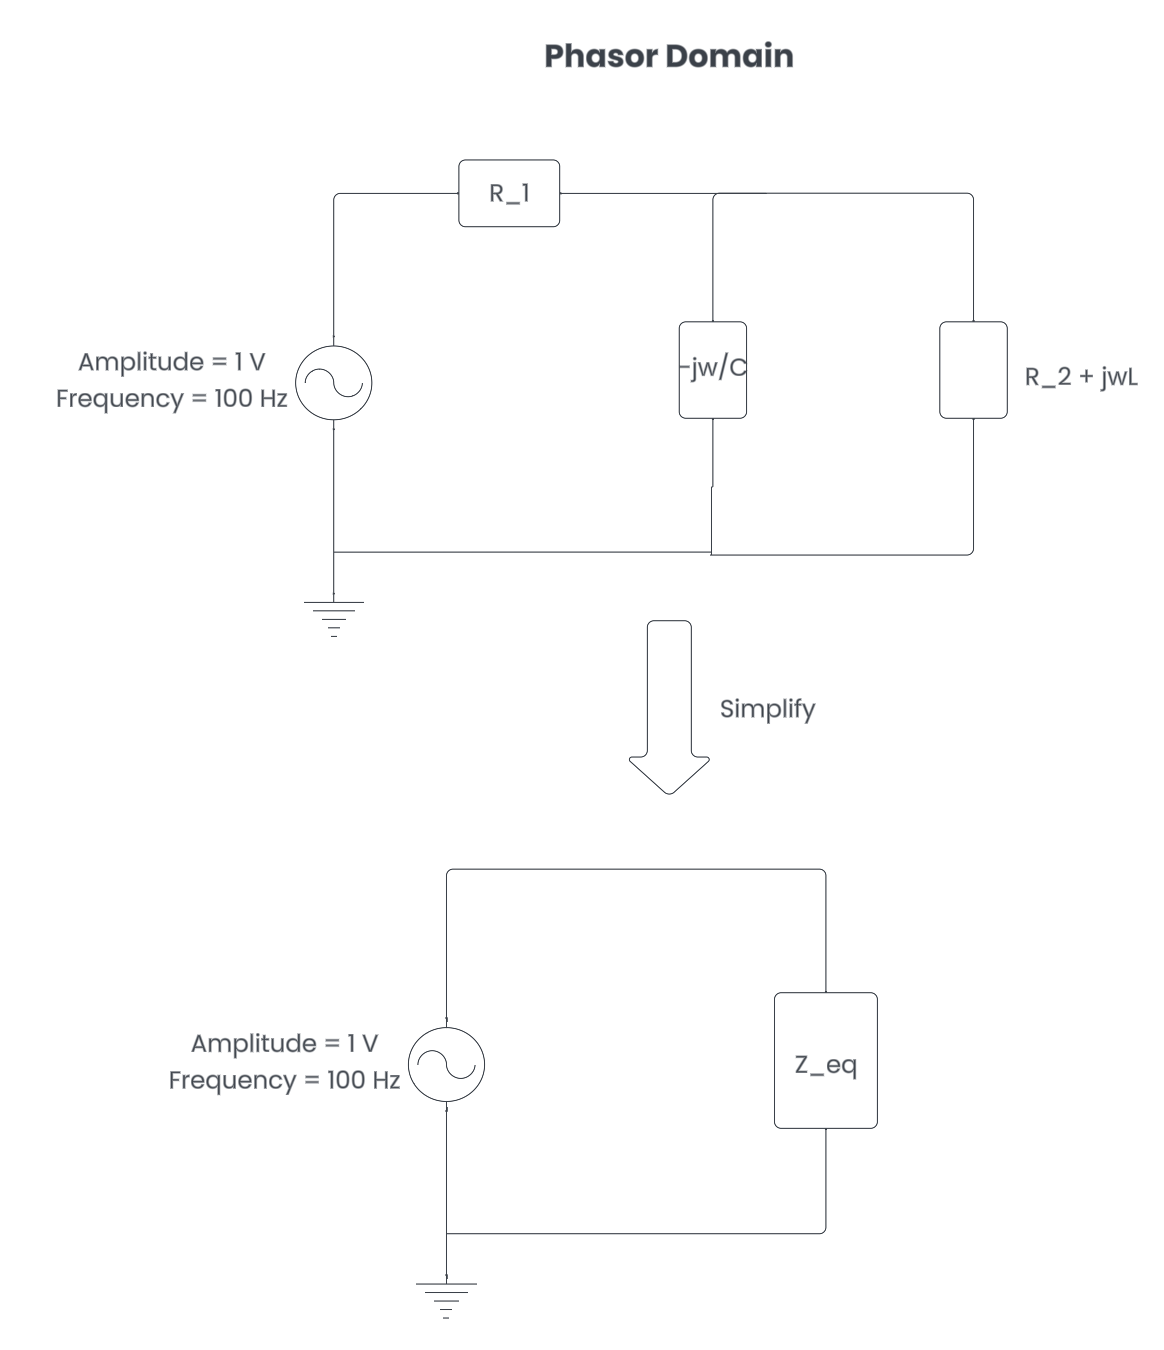 Phasor Domain
R_1
Amplitude = 1 V
Frequency = 100 Hz
-jw/C
R_2 + jwL
Simplify
Amplitude = 1 V
Frequency = 100 Hz
Z_eq